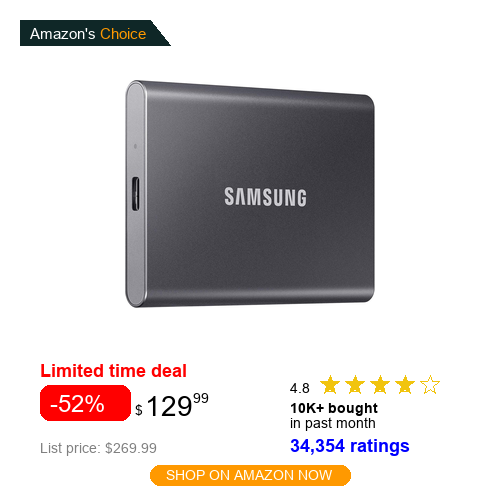 Amazon's Choice
SAMSUNG
Limited time deal
-52% $129.99
List price: $269.99
4.8
10K+ bought
in past month
34,354 ratings
SHOP ON AMAZON NOW